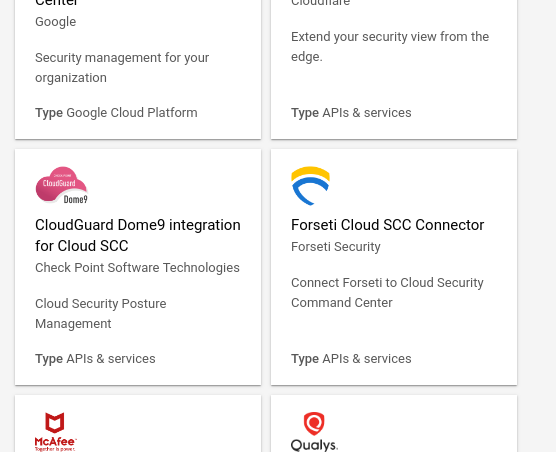 Center
Google
Security management for your
organization
Type Google Cloud Platform
Cloudflare
Extend your security view from the
edge.
Type APIs & services
CloudGuard
Dome9
CloudGuard Dome9 integration
for Cloud SCC
Check Point Software Technologies
Cloud Security Posture
Management
Type APIs & services
Forseti Cloud SCC Connector
Forseti Security
Connect Forseti to Cloud Security
Command Center
Type APIs & services
McAfee
Together is power.
Qualys.